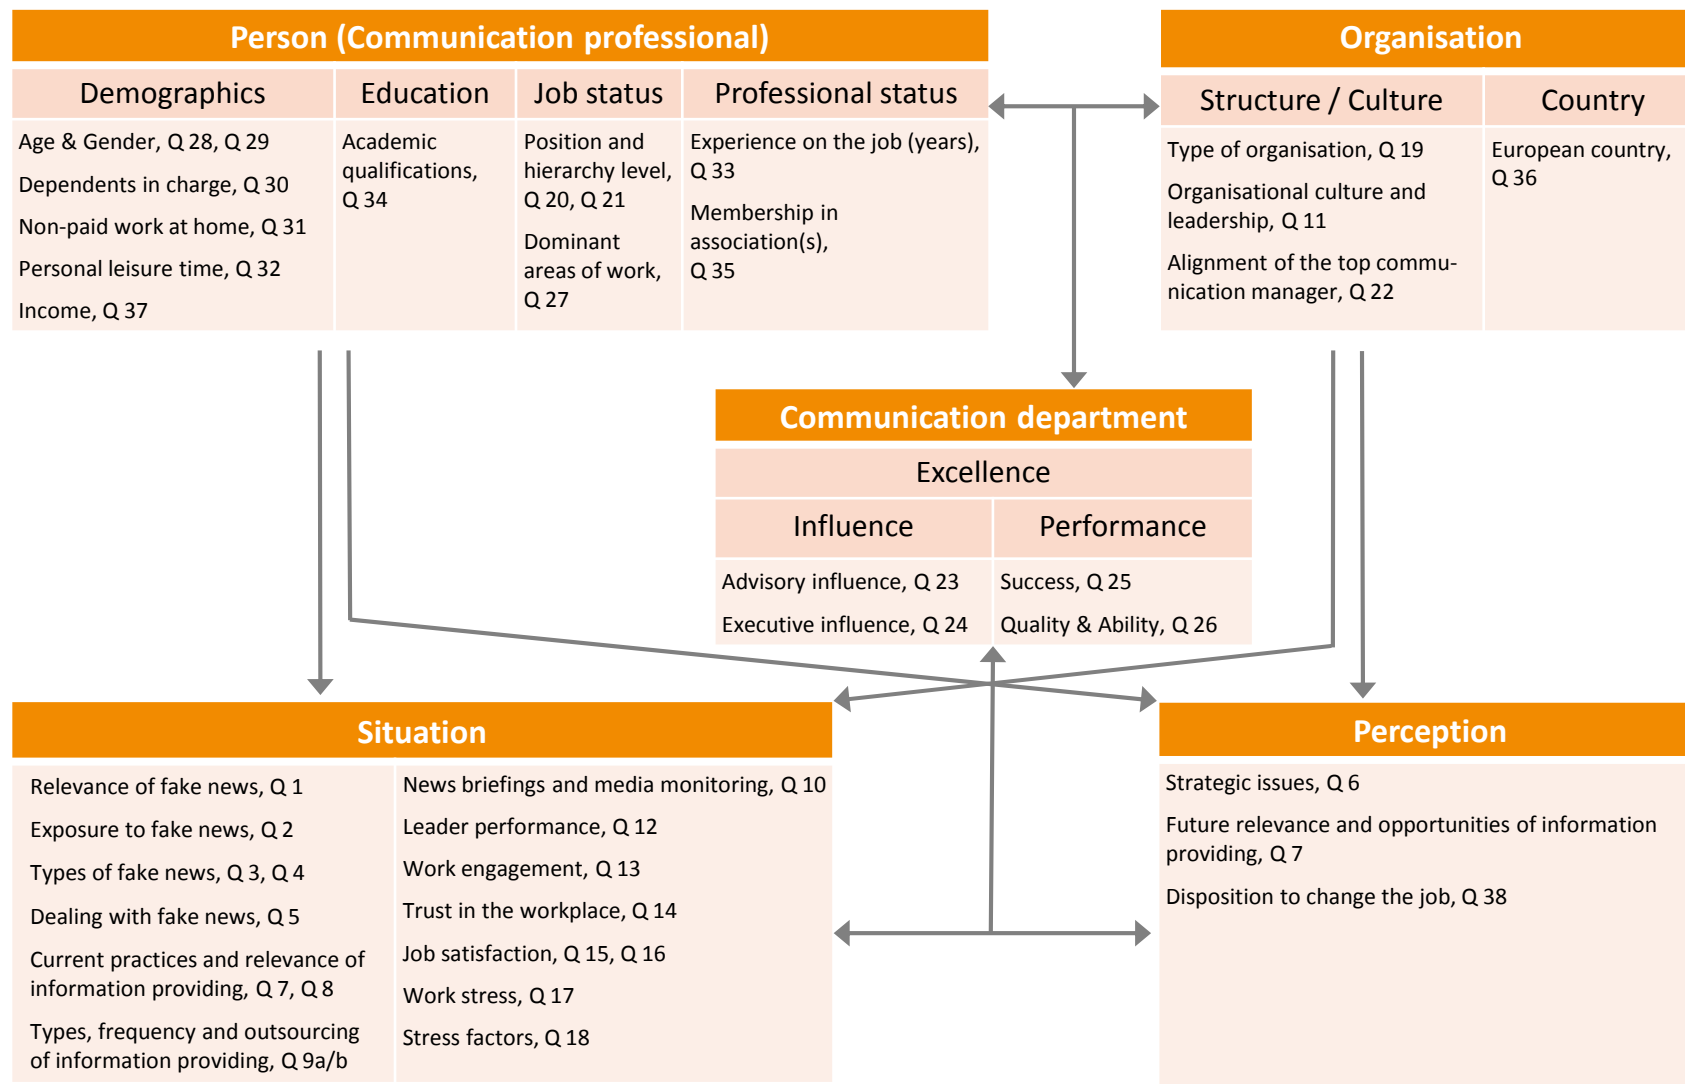 Person (Communication professional)
Demographics
Education
Job status
Professional status
Age & Gender, Q 28, Q 29
Dependents in charge, Q 30
Non-paid work at home, Q 31
Personal leisure time, Q 32
Income, Q 37
Academic
qualifications,
Q 34
Position and
hierarchy level,
Q 20, Q 21
Dominant
areas of work,
Q 27
Experience on the job (years),
Q 33
Membership in
association(s),
Q 35
Organisation
Structure / Culture
Country
Type of organisation, Q 19
Organisational culture and
leadership, Q 11
Alignment of the top commu-
nication manager, Q 22
European country,
Q 36
Communication department
Excellence
Influence
Performance
Advisory influence, Q 23
Executive influence, Q 24
Success, Q 25
Quality & Ability, Q 26
Situation
Relevance of fake news, Q 1
Exposure to fake news, Q 2
Types of fake news, Q 3, Q 4
Dealing with fake news, Q 5
Current practices and relevance of
information providing, Q 7, Q 8
Types, frequency and outsourcing
of information providing, Q 9a/b
News briefings and media monitoring, Q 10
Leader performance, Q 12
Work engagement, Q 13
Trust in the workplace, Q 14
Job satisfaction, Q 15, Q 16
Work stress, Q 17
Stress factors, Q 18
Perception
Strategic issues, Q 6
Future relevance and opportunities of information
providing, Q 7
Disposition to change the job, Q 38